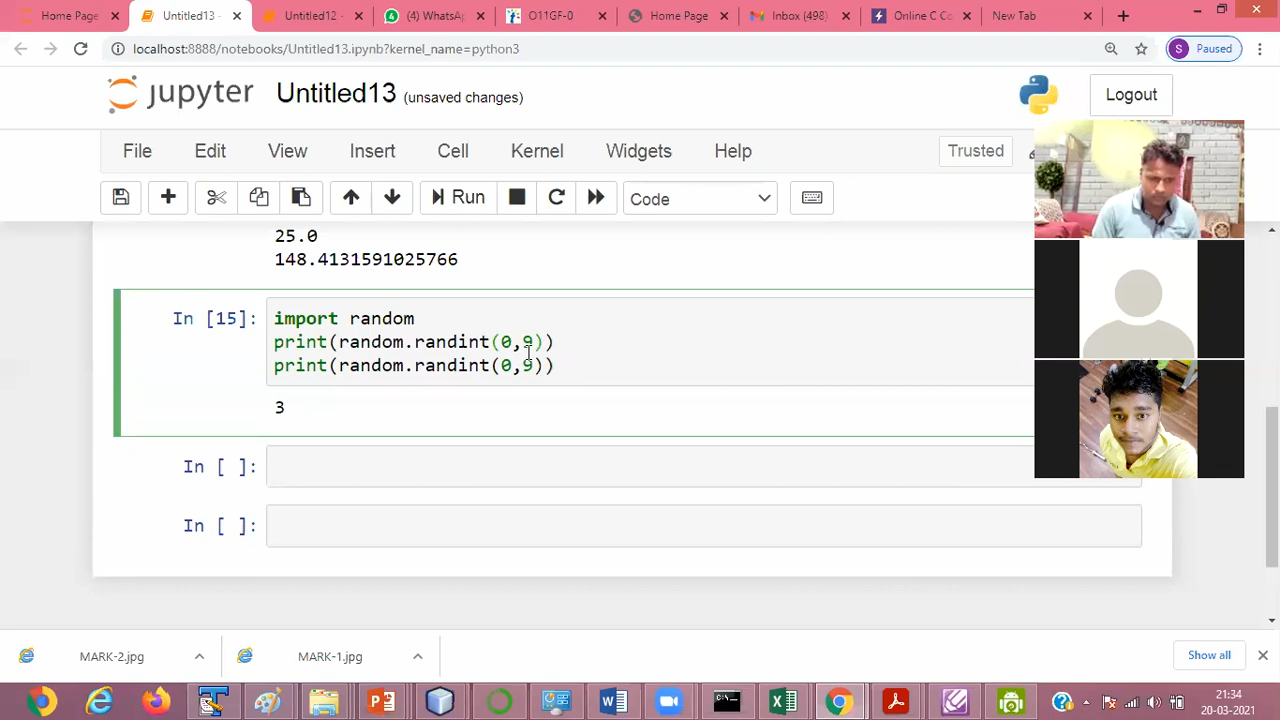 Home Page
Untitled13 -
Untitled12 -
(4) WhatsA
O11GF-0
Home Page
Inbox (498)
Online C Co
New Tab
localhost:8888/notebooks/Untitled13.ipynb?kernel_name=python3
S Paused
jupyter Untitled13 (unsaved changes)
Logout
File Edit View Insert Cell Kernel Widgets Help Trusted
Run Code
25.0
148.4131591025766
In [15]: import random
print(random.randint(0,9))
print(random.randint(0,9))
3
In [ ]:
In [ ]:
MARK-2.jpg MARK-1.jpg Show all
21:34
20-03-2021